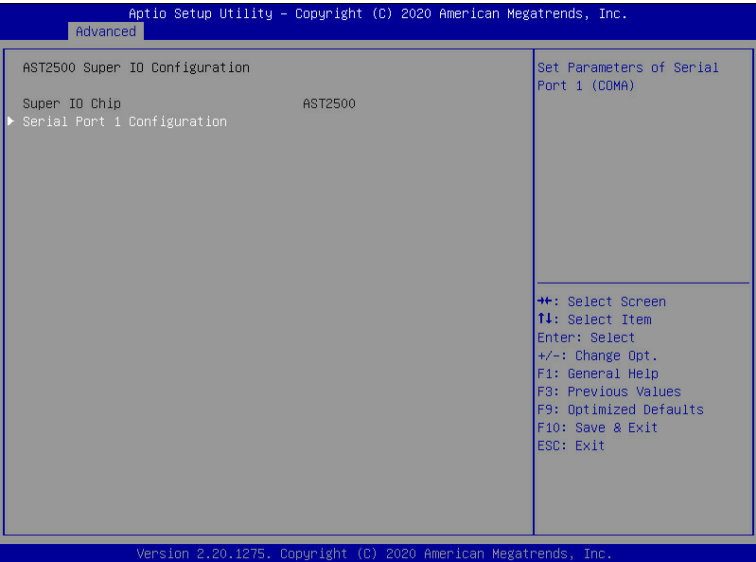 Aptio Setup Utility – Copyright (C) 2020 American Megatrends, Inc.
Advanced
AST2500 Super IO Configuration
Super IO Chip AST2500
▶ Serial Port 1 Configuration
Set Parameters of Serial
Port 1 (COMA)
→←: Select Screen
↑↓: Select Item
Enter: Select
+/-: Change Opt.
F1: General Help
F3: Previous Values
F9: Optimized Defaults
F10: Save & Exit
ESC: Exit
Version 2.20.1275. Copyright (C) 2020 American Megatrends, Inc.